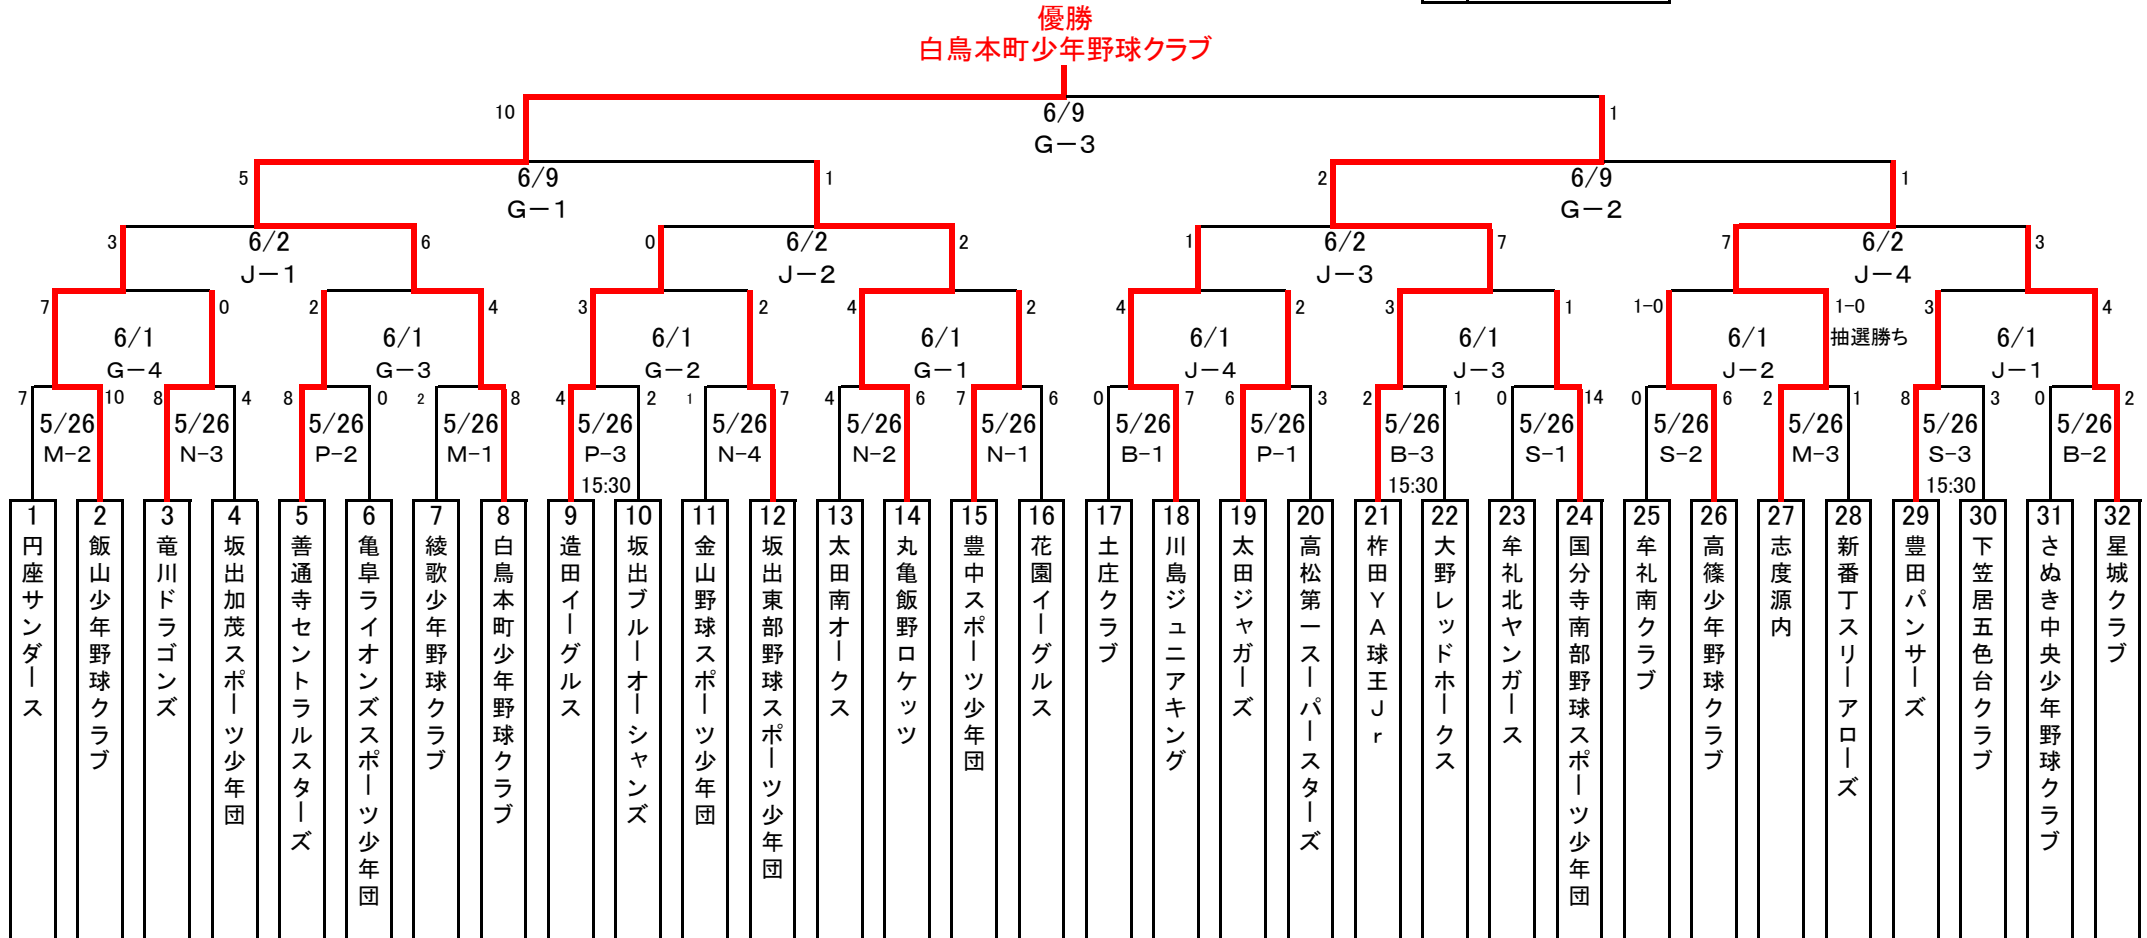 優勝
白鳥本町少年野球クラブ
10
6/9
G－3
1
5
6/9
G－1
1
2
6/9
G－2
1
3
6/2
J－1
6
0
6/2
J－2
2
1
6/2
J－3
7
7
6/2
J－4
3
7
6/1
G－4
0
2
6/1
G－3
4
3
6/1
G－2
2
4
6/1
G－1
2
4
6/1
J－4
2
3
6/1
J－3
1
1-0
6/1
J－2
1-0
抽選勝ち
3
6/1
J－1
4
7
5/26
M-2
10
8
5/26
N-3
4
8
5/26
P-2
0
2
5/26
M-1
8
4
5/26
P-3
15:30
2
1
5/26
N-4
7
4
5/26
N-2
6
7
5/26
N-1
6
0
5/26
B-1
7
6
5/26
P-1
3
2
5/26
B-3
15:30
1
0
5/26
S-1
14
0
5/26
S-2
6
2
5/26
M-3
1
8
5/26
S-3
15:30
3
0
5/26
B-2
2
1
円座サンダース
2
飯山少年野球クラブ
3
竜川ドラゴンズ
4
坂出加茂スポーツ少年団
5
善通寺セントラルスターズ
6
亀阜ライオンズスポーツ少年団
7
綾歌少年野球クラブ
8
白鳥本町少年野球クラブ
9
造田イーグルス
10
坂出ブルーオーシャンズ
11
金山野球スポーツ少年団
12
坂出東部野球スポーツ少年団
13
太田南オークス
14
丸亀飯野ロケッツ
15
豊中スポーツ少年団
16
花園イーグルス
17
土庄クラブ
18
川島ジュニアキング
19
太田ジャガーズ
20
高松第一スーパースターズ
21
柞田ＹＡ球王Ｊｒ
22
大野レッドホークス
23
牟礼北ヤンガース
24
国分寺南部野球スポーツ少年団
25
牟礼南クラブ
26
高篠少年野球クラブ
27
志度源内
28
新番丁スリーアローズ
29
豊田パンサーズ
30
下笠居五色台クラブ
31
さぬき中央少年野球クラブ
32
星城クラブ